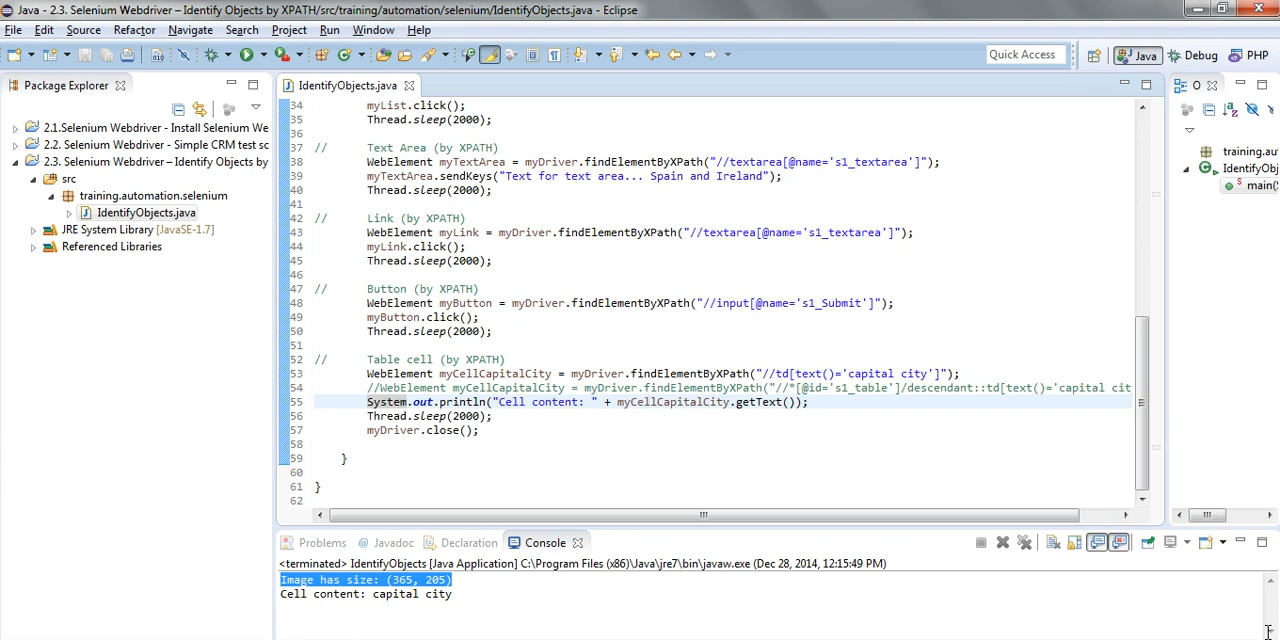 Java - 2.3. Selenium Webdriver - Identify Objects by XPATH/src/training/automation/selenium/IdentifyObjects.java - Eclipse
File Edit Source Refactor Navigate Search Project Run Window Help
Quick Access Java Debug PHP
Package Explorer IdentifyObjects.java O
34 myList.click();
35 Thread.sleep(2000);
36
37 // Text Area (by XPATH)
38 WebElement myTextArea = myDriver.findElementByXPath("//textarea[@name='s1_textarea']");
39 myTextArea.sendKeys("Text for text area... Spain and Ireland");
40 Thread.sleep(2000);
41
42 // Link (by XPATH)
43 WebElement myLink = myDriver.findElementByXPath("//textarea[@name='s1_textarea']");
44 myLink.click();
45 Thread.sleep(2000);
46
47 // Button (by XPATH)
48 WebElement myButton = myDriver.findElementByXPath("//input[@name='s1_Submit']");
49 myButton.click();
50 Thread.sleep(2000);
51
52 // Table cell (by XPATH)
53 WebElement myCellCapitalCity = myDriver.findElementByXPath("//td[text()='capital city']");
54 //WebElement myCellCapitalCity = myDriver.findElementByXPath("//*[@id='s1_table']/descendant::td[text()='capital cit
55 System.out.println("Cell content: " + myCellCapitalCity.getText());
56 Thread.sleep(2000);
57 myDriver.close();
58
59 }
60
61 }
62
2.1.Selenium Webdriver - Install Selenium We
2.2. Selenium Webdriver - Simple CRM test sc
2.3. Selenium Webdriver – Identify Objects by
src
training.automation.selenium
IdentifyObjects.java
JRE System Library [JavaSE-1.7]
Referenced Libraries
training.au
IdentifyObj
main(S
Problems Javadoc Declaration Console
<terminated> IdentifyObjects [Java Application] C:\Program Files (x86)\Java\jre7\bin\javaw.exe (Dec 28, 2014, 12:15:49 PM)
Image has size: (365, 205)
Cell content: capital city